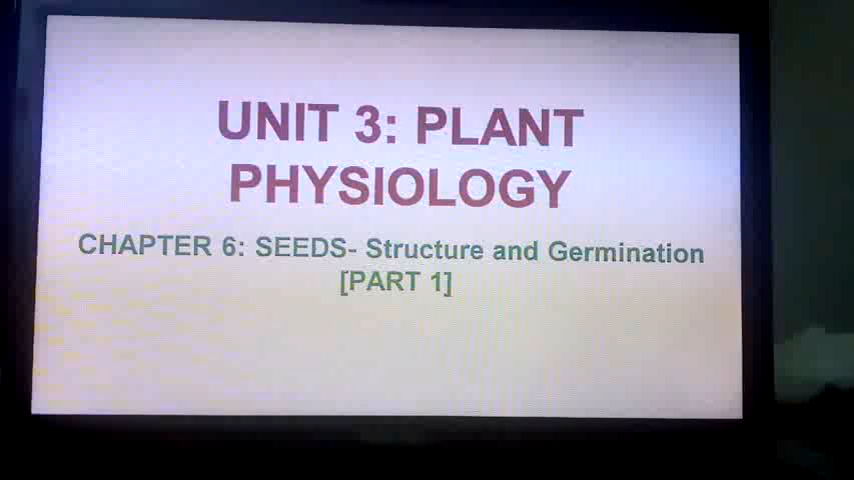 UNIT 3: PLANT
PHYSIOLOGY
CHAPTER 6: SEEDS- Structure and Germination
[PART 1]